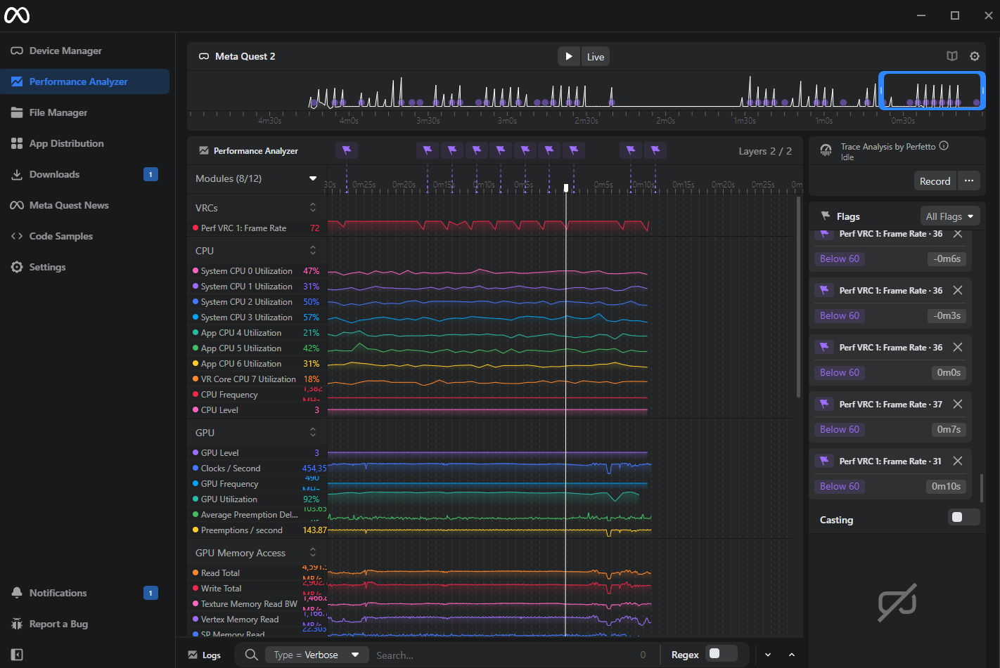 Device Manager
Performance Analyzer
File Manager
App Distribution
Downloads 1
Meta Quest News
Code Samples
Settings
Notifications 1
Report a Bug
Meta Quest 2
Live
4m30s 4m0s 3m30s 3m0s 2m30s 2m0s 1m30s 1m0s 0m30s
Performance Analyzer
Layers 2 / 2
Modules (8/12)
30s 0m25s 0m20s 0m15s 0m10s 0m5s 0m5s 0m10s 0m15s 0m20s 0m25s 0m
VRCs
Perf VRC 1: Frame Rate 72
CPU
System CPU 0 Utilization 47%
System CPU 1 Utilization 31%
System CPU 2 Utilization 50%
System CPU 3 Utilization 57%
App CPU 4 Utilization 21%
App CPU 5 Utilization 42%
App CPU 6 Utilization 31%
VR Core CPU 7 Utilization 18%
CPU Frequency 1,382 MHz
CPU Level 3
GPU
GPU Level 3
Clocks / Second 454,35
GPU Frequency 490 MHz
GPU Utilization 92%
Average Preemption Del... 103.65
Preemptions / second 143.87
GPU Memory Access
Read Total 4,591.
Write Total 2,902.
Texture Memory Read BW 1,466.8
Vertex Memory Read 1,166.
SP Memory Read 22.303
Trace Analysis by Perfetto
Idle
Record ...
Flags
All Flags
Perf VRC 1: Frame Rate · 36
Below 60 -0m6s
Perf VRC 1: Frame Rate · 36
Below 60 -0m3s
Perf VRC 1: Frame Rate · 36
Below 60 0m0s
Perf VRC 1: Frame Rate · 37
Below 60 0m7s
Perf VRC 1: Frame Rate · 31
Below 60 0m10s
Casting
Logs
Type = Verbose
Search...
0
Regex